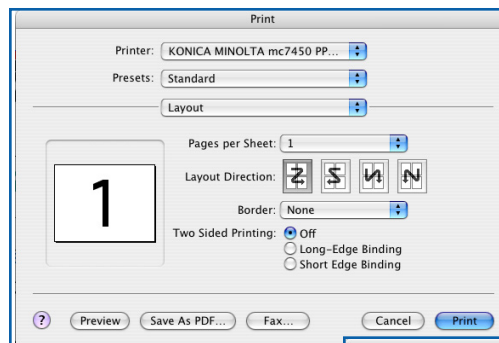 Print
Printer: KONICA MINOLTA mc7450 PP...
Presets: Standard
Layout
Pages per Sheet: 1
Layout Direction:
1
Border: None
Two Sided Printing: Off
Long-Edge Binding
Short Edge Binding
? Preview Save As PDF... Fax... Cancel Print